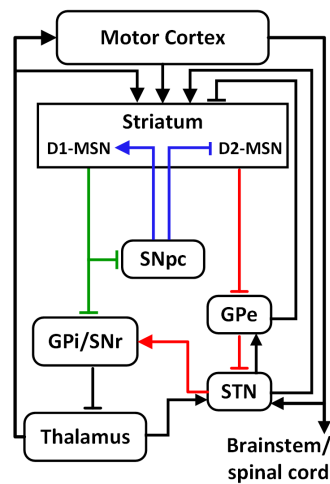 Motor Cortex
Striatum
D1-MSN
D2-MSN
SNpc
GPe
GPi/SNr
STN
Thalamus
Brainstem/
spinal cord